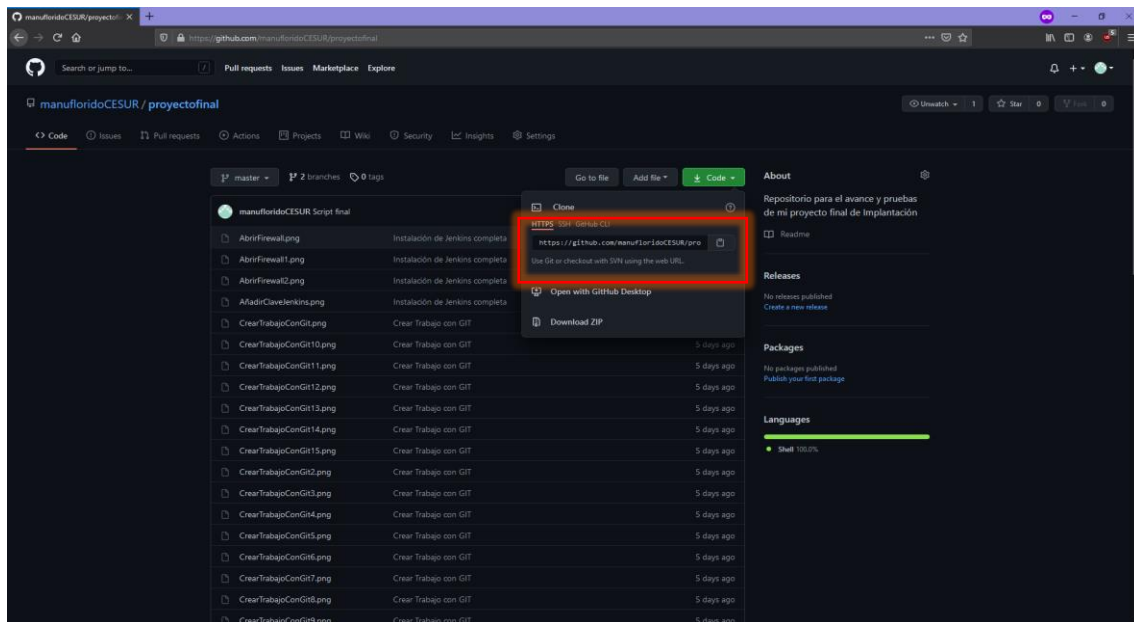 manufloridoCESUR/proyectof
https://github.com/manufloridoCESUR/proyectofinal
Search or jump to...
/
Pull requests Issues Marketplace Explore
manufloridoCESUR / proyectofinal
Unwatch 1 Star 0 Fork 0
Code Issues Pull requests Actions Projects Wiki Security Insights Settings
master 2 branches 0 tags
Go to file Add file Code
manufloridoCESUR Script final
AbrirFirewall.png Instalación de Jenkins completa
AbrirFirewall1.png Instalación de Jenkins completa
AbrirFirewall2.png Instalación de Jenkins completa
AñadirClaveJenkins.png Instalación de Jenkins completa
CrearTrabajoConGit.png Crear Trabajo con GIT
CrearTrabajoConGit10.png Crear Trabajo con GIT 5 days ago
CrearTrabajoConGit11.png Crear Trabajo con GIT 5 days ago
CrearTrabajoConGit12.png Crear Trabajo con GIT 5 days ago
CrearTrabajoConGit13.png Crear Trabajo con GIT 5 days ago
CrearTrabajoConGit14.png Crear Trabajo con GIT 5 days ago
CrearTrabajoConGit15.png Crear Trabajo con GIT 5 days ago
CrearTrabajoConGit2.png Crear Trabajo con GIT 5 days ago
CrearTrabajoConGit3.png Crear Trabajo con GIT 5 days ago
CrearTrabajoConGit4.png Crear Trabajo con GIT 5 days ago
CrearTrabajoConGit5.png Crear Trabajo con GIT 5 days ago
CrearTrabajoConGit6.png Crear Trabajo con GIT 5 days ago
CrearTrabajoConGit7.png Crear Trabajo con GIT 5 days ago
CrearTrabajoConGit8.png Crear Trabajo con GIT 5 days ago
CrearTrabajoConGit9.png Crear Trabajo con GIT 5 days ago
Clone
HTTPS SSH GitHub CLI
https://github.com/manufloridoCESUR/pro
Use Git or checkout with SVN using the web URL.
Open with GitHub Desktop
Download ZIP
About
Repositorio para el avance y pruebas
de mi proyecto final de Implantación
Readme
Releases
No releases published
Create a new release
Packages
No packages published
Publish your first package
Languages
Shell 100.0%